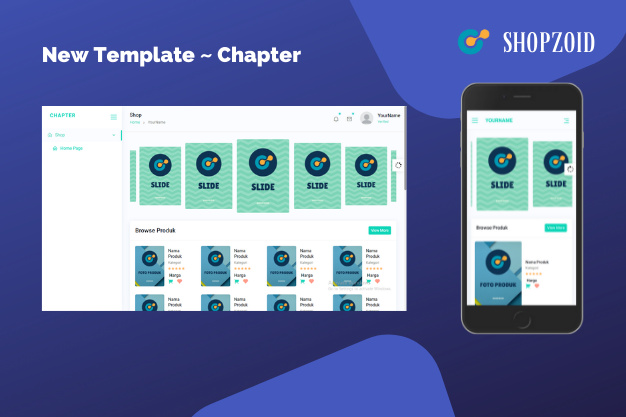 New Template ~ Chapter
SHOPZOID
CHAPTER
Shop
Home Page
Shop
Home
YourName
YourName
SLIDE
SLIDE
SLIDE
SLIDE
SLIDE
Browse Produk
View More
FOTO PRODUK
Nama
Produk
Kategori
Harga
FOTO PRODUK
Nama
Produk
Kategori
Harga
FOTO PRODUK
Nama
Produk
Kategori
Harga
FOTO PRODUK
Nama
Produk
Kategori
Harga
Nama
Produk
Nama
Produk
Nama
Produk
Nama
Produk
YOURNAME
SLIDE
SLIDE
Browse Produk
View More
FOTO PRODUK
Nama
Produk
Kategori
Harga